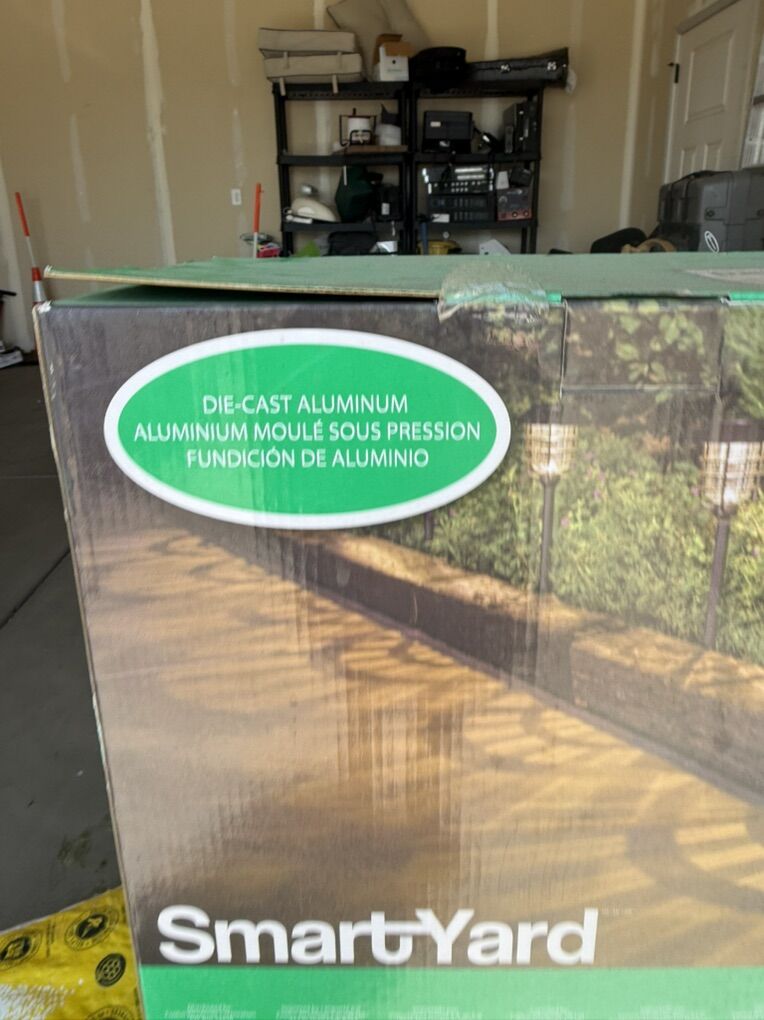 DIE-CAST ALUMINUM
ALUMINIUM MOULÉ SOUS PRESSION
FUNDICIÓN DE ALUMINIO
SmartYard